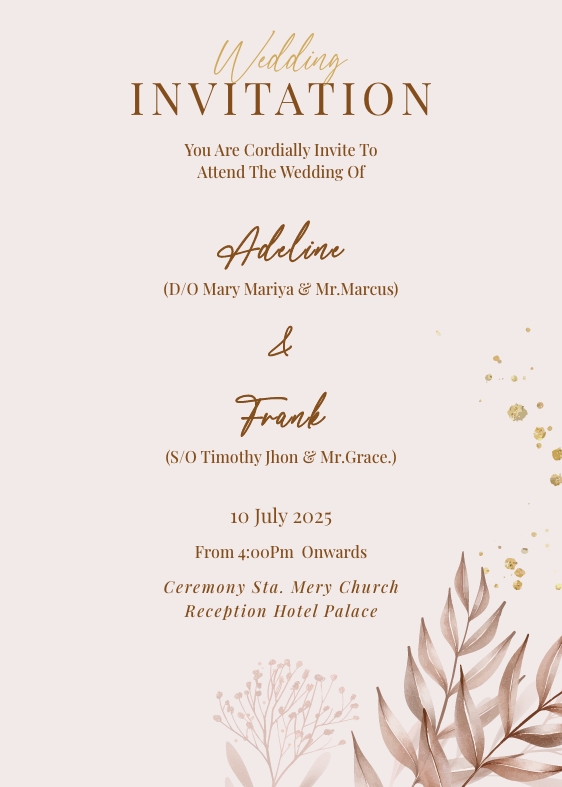 Wedding
INVITATION
You Are Cordially Invite To
Attend The Wedding Of
Adeline
(D/O Mary Mariya & Mr.Marcus)
&
Frank
(S/O Timothy Jhon & Mr.Grace.)
10 July 2025
From 4:00Pm Onwards
Ceremony Sta. Mery Church
Reception Hotel Palace